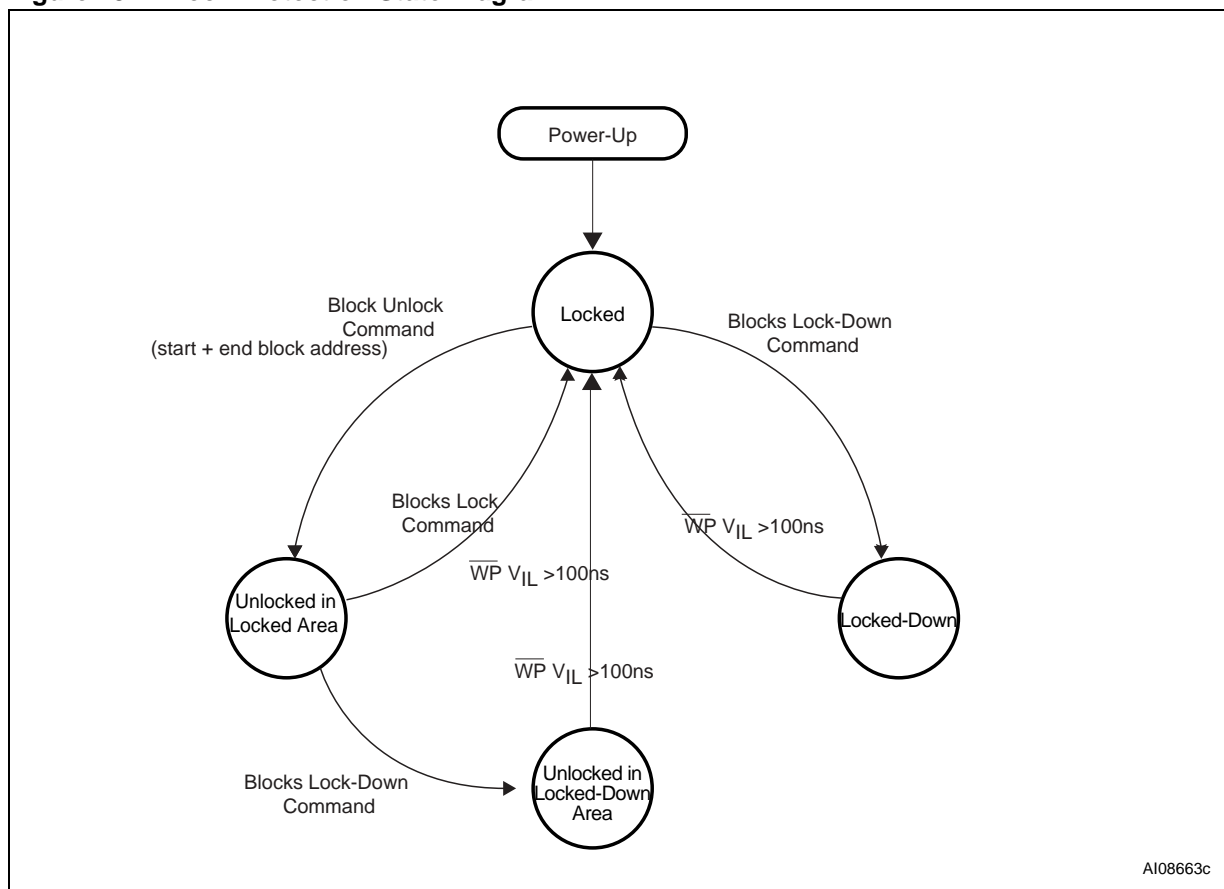 Power-Up
Locked
Block Unlock
Command
(start + end block address)
Blocks Lock-Down
Command
Blocks Lock
Command
WP VIL >100ns
WP VIL >100ns
Unlocked in
Locked Area
Locked-Down
WP VIL >100ns
Blocks Lock-Down
Command
Unlocked in
Locked-Down
Area
AI08663c